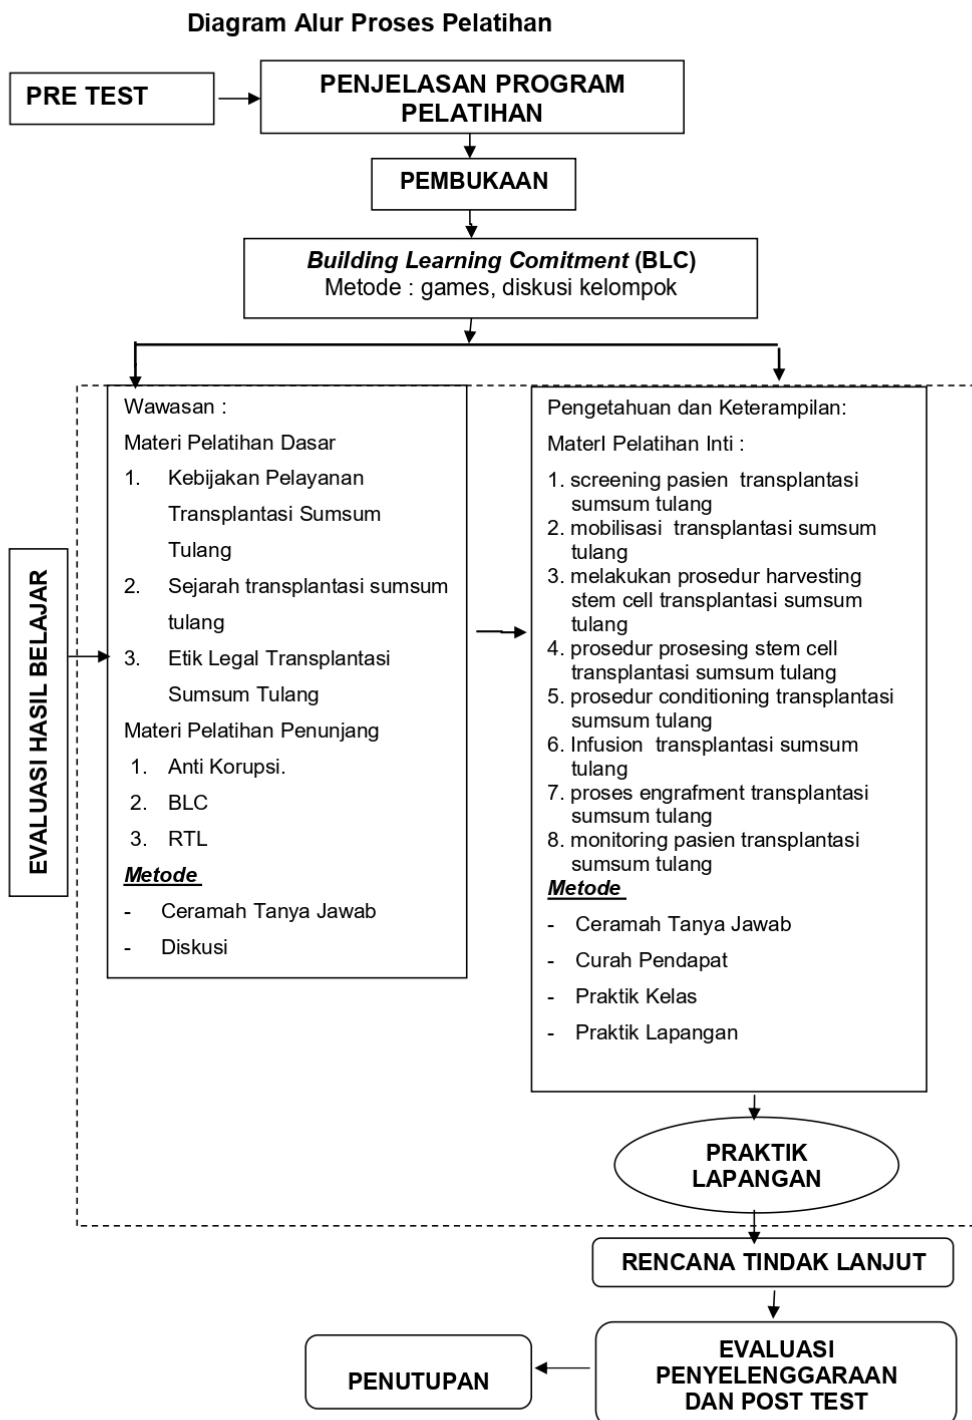 Diagram Alur Proses Pelatihan
PRE TEST
PENJELASAN PROGRAM
PELATIHAN
PEMBUKAAN
Building Learning Comitment (BLC)
Metode : games, diskusi kelompok
EVALUASI HASIL BELAJAR
Wawasan :
Materi Pelatihan Dasar
1. Kebijakan Pelayanan
Transplantasi Sumsum
Tulang
2. Sejarah transplantasi sumsum
tulang
3. Etik Legal Transplantasi
Sumsum Tulang
Materi Pelatihan Penunjang
1. Anti Korupsi.
2. BLC
3. RTL
Metode
- Ceramah Tanya Jawab
- Diskusi
Pengetahuan dan Keterampilan:
MaterI Pelatihan Inti :
1. screening pasien transplantasi
sumsum tulang
2. mobilisasi transplantasi sumsum
tulang
3. melakukan prosedur harvesting
stem cell transplantasi sumsum
tulang
4. prosedur prosesing stem cell
transplantasi sumsum tulang
5. prosedur conditioning transplantasi
sumsum tulang
6. Infusion transplantasi sumsum
tulang
7. proses engrafment transplantasi
sumsum tulang
8. monitoring pasien transplantasi
sumsum tulang
Metode
- Ceramah Tanya Jawab
- Curah Pendapat
- Praktik Kelas
- Praktik Lapangan
PRAKTIK
LAPANGAN
RENCANA TINDAK LANJUT
EVALUASI
PENYELENGGARAAN
DAN POST TEST
PENUTUPAN